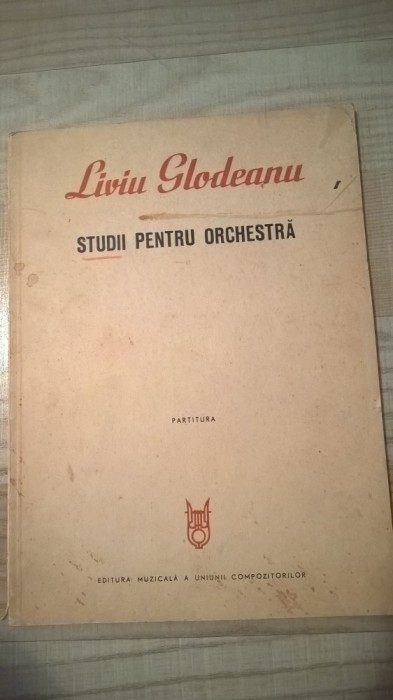 Liviu Glodeanu
STUDII PENTRU ORCHESTRĂ
PARTITURA
EDITURA MUZICALĂ A UNIUNII COMPOZITORILOR